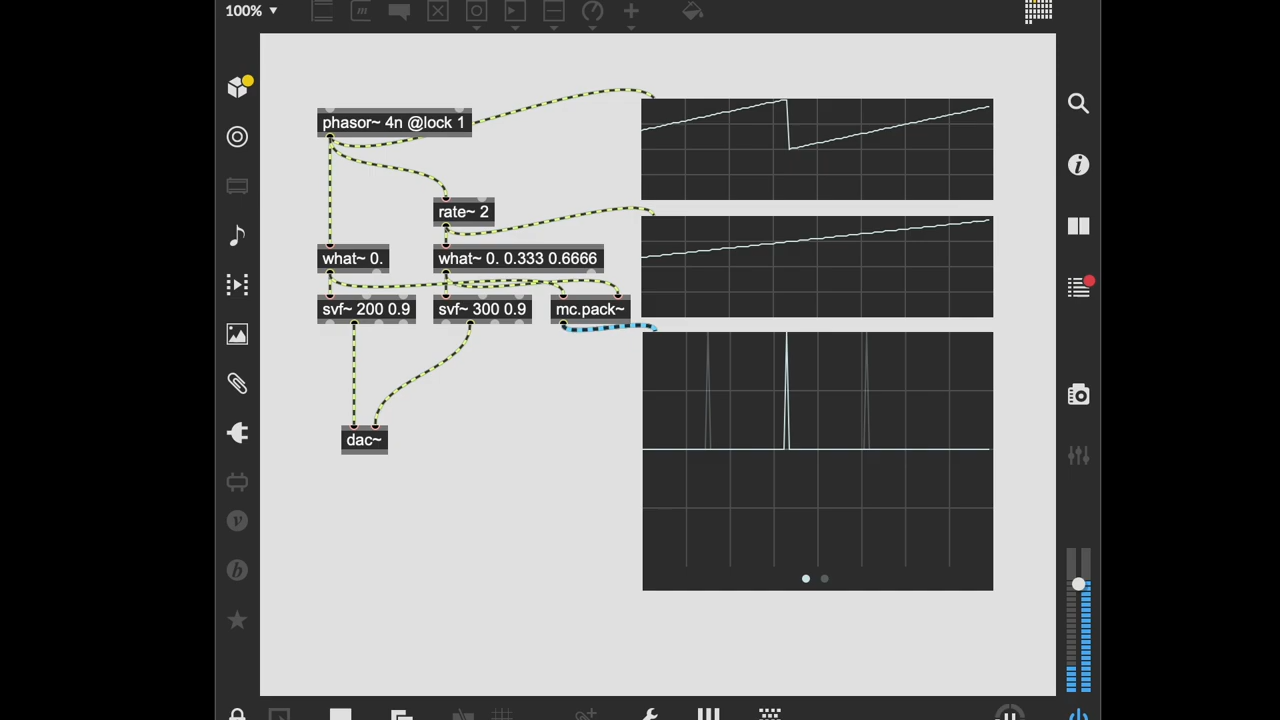 100%
phasor~ 4n @lock 1
rate~ 2
what~ 0.
what~ 0. 0.333 0.6666
svf~ 200 0.9
svf~ 300 0.9
mc.pack~
dac~